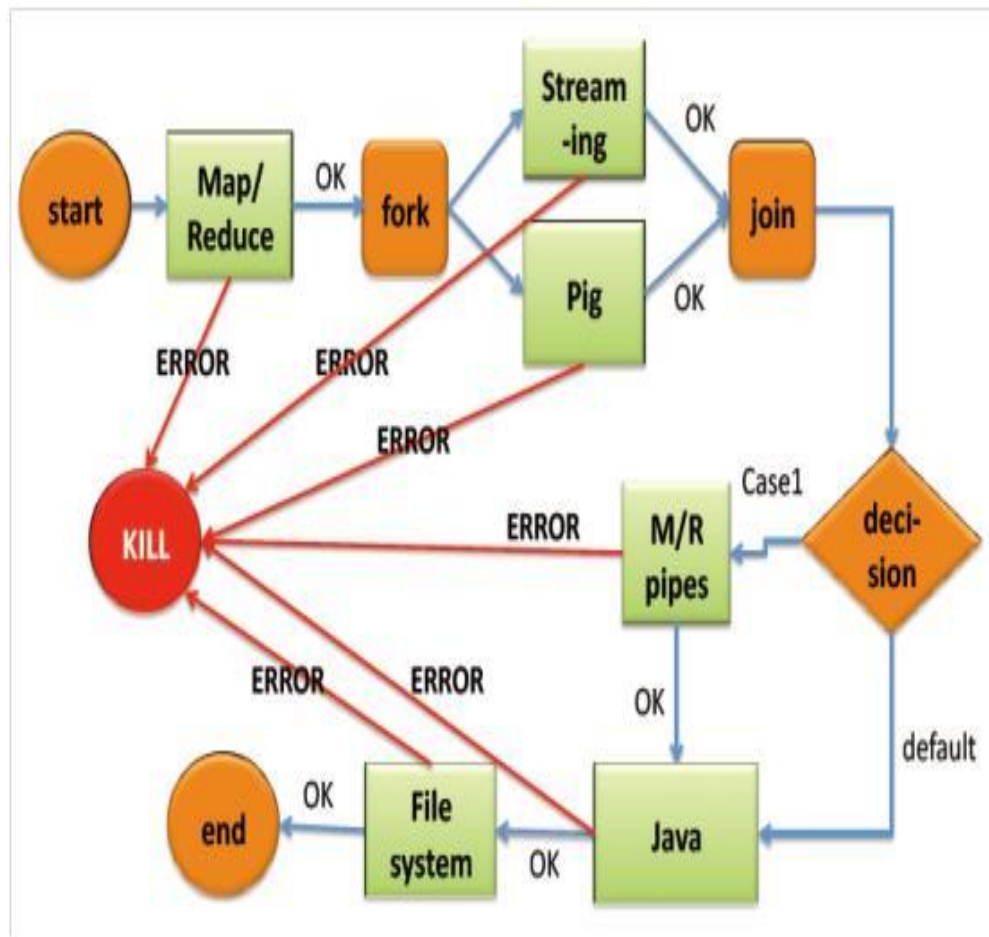 Stream
-ing
OK
start
Map/
Reduce
OK
fork
join
Pig
OK
ERROR
ERROR
ERROR
Case1
deci-
sion
KILL
ERROR
M/R
pipes
ERROR
ERROR
OK
default
end
OK
File
system
OK
Java